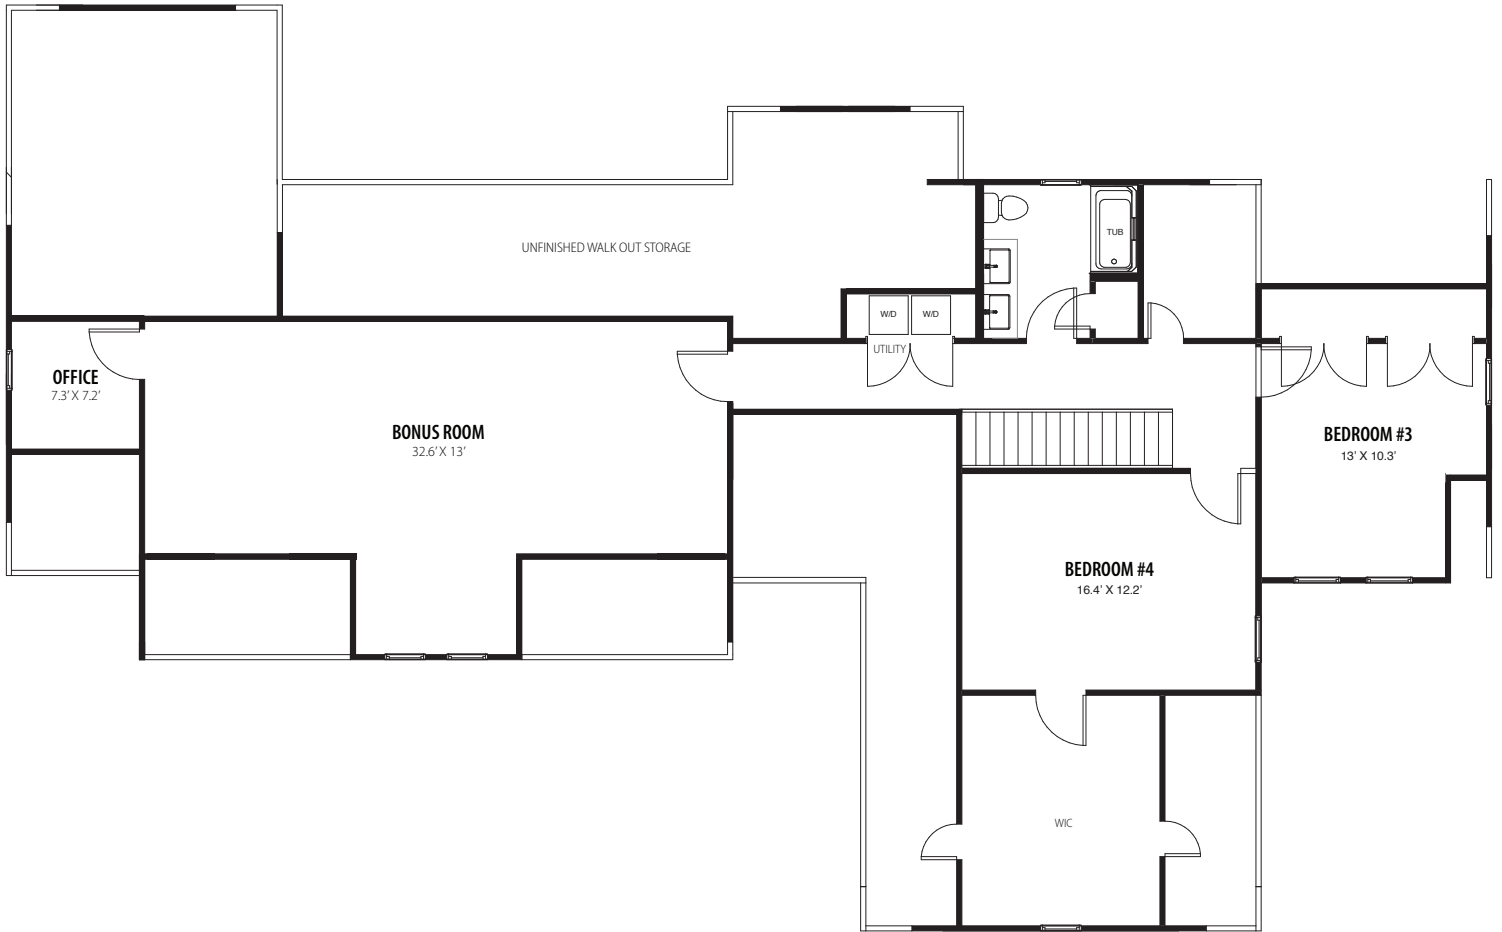 UNFINISHED WALK OUT STORAGE
TUB
W/D
W/D
UTILITY
OFFICE
7.3’ X 7.2’
BONUS ROOM
32.6’ X 13’
BEDROOM #3
13' X 10.3'
BEDROOM #4
16.4' X 12.2'
WIC